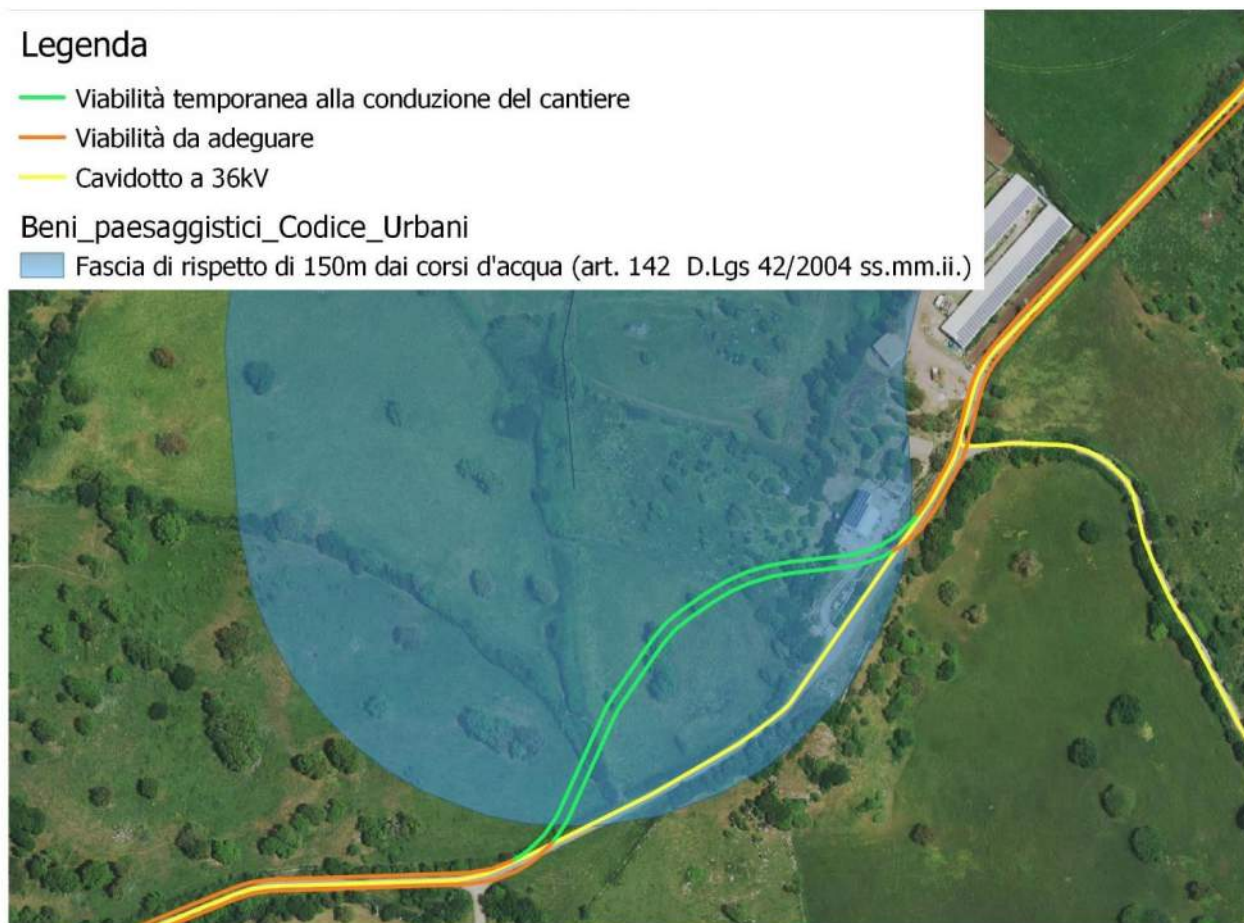 Legenda
Viabilità temporanea alla conduzione del cantiere
Viabilità da adeguare
Cavidotto a 36kV
Beni_paesaggistici_Codice_Urbani
Fascia di rispetto di 150m dai corsi d'acqua (art. 142  D.Lgs 42/2004 ss.mm.ii.)